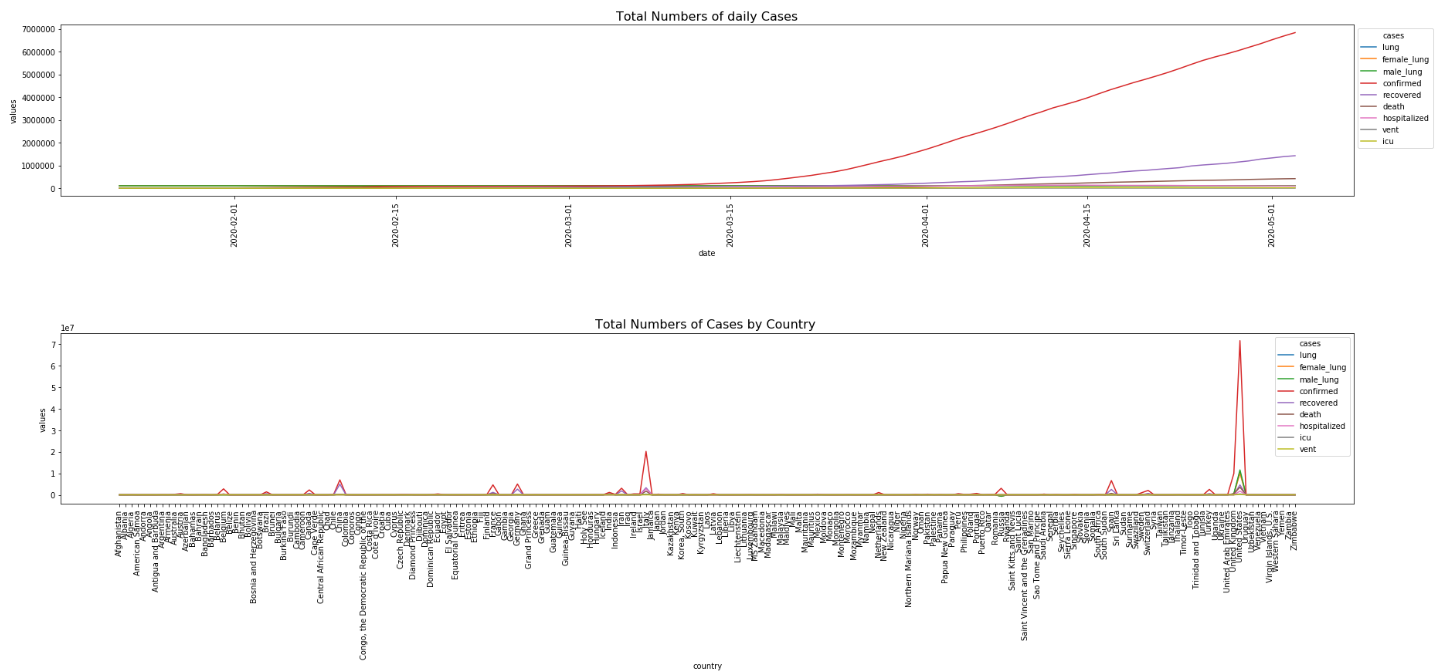 Total Numbers of daily Cases
7000000
6000000
5000000
4000000
3000000
2000000
1000000
0
values
2020-02-01
2020-02-15
2020-03-01
2020-03-15
2020-04-01
2020-04-15
2020-05-01
date
cases
lung
female_lung
male_lung
confirmed
recovered
death
hospitalized
vent
icu
Total Numbers of Cases by Country
1e7
7
6
5
4
3
2
1
0
values
cases
lung
female_lung
male_lung
confirmed
recovered
death
hospitalized
icu
vent
Afghanistan
Albania
Algeria
American Samoa
Andorra
Angola
Antigua and Barbuda
Argentina
Armenia
Australia
Austria
Azerbaijan
Bahamas
Bahrain
Bangladesh
Barbados
Belarus
Belgium
Belize
Benin
Bhutan
Bolivia
Bosnia and Herzegovina
Botswana
Brazil
Brunei
Bulgaria
Burkina Faso
Burundi
Cambodia
Cameroon
Canada
Cape Verde
Central African Republic
Chad
Chile
China
Colombia
Comoros
Congo
Congo, the Democratic Republic of the
Costa Rica
Cote d'Ivoire
Croatia
Cuba
Cyprus
Czech Republic
Denmark
Diamond Princess
Djibouti
Dominica
Dominican Republic
Ecuador
Egypt
El Salvador
Equatorial Guinea
Eritrea
Estonia
Ethiopia
Fiji
Finland
France
Gabon
Gambia
Georgia
Germany
Ghana
Grand Princess
Greece
Grenada
Guam
Guatemala
Guinea
Guinea-Bissau
Guyana
Haiti
Holy See
Honduras
Hungary
Iceland
India
Indonesia
Iran
Iraq
Ireland
Israel
Italy
Jamaica
Japan
Jordan
Kazakhstan
Kenya
Korea, South
Kosovo
Kuwait
Kyrgyzstan
Laos
Latvia
Lebanon
Liberia
Libya
Liechtenstein
Lithuania
Luxembourg
MS Zaandam
Macedonia
Madagascar
Malawi
Malaysia
Maldives
Mali
Malta
Mauritania
Mauritius
Mexico
Moldova
Monaco
Mongolia
Montenegro
Morocco
Mozambique
Myanmar
Namibia
Nepal
Netherlands
New Zealand
Nicaragua
Niger
Nigeria
Northern Mariana Islands
Norway
Oman
Pakistan
Palestine
Panama
Papua New Guinea
Paraguay
Peru
Philippines
Poland
Portugal
Puerto Rico
Qatar
Romania
Russia
Rwanda
Saint Kitts and Nevis
Saint Lucia
Saint Vincent and the Grenadines
San Marino
Sao Tome and Principe
Saudi Arabia
Senegal
Serbia
Seychelles
Sierra Leone
Singapore
Slovakia
Slovenia
Somalia
South Africa
South Sudan
Spain
Sri Lanka
Sudan
Suriname
Swaziland
Sweden
Switzerland
Syria
Taiwan
Tajikistan
Tanzania
Thailand
Timor-Leste
Togo
Trinidad and Tobago
Tunisia
Turkey
Uganda
Ukraine
United Arab Emirates
United Kingdom
United States
Uruguay
Uzbekistan
Venezuela
Vietnam
Virgin Islands, U.S.
Western Sahara
Yemen
Zambia
Zimbabwe
country